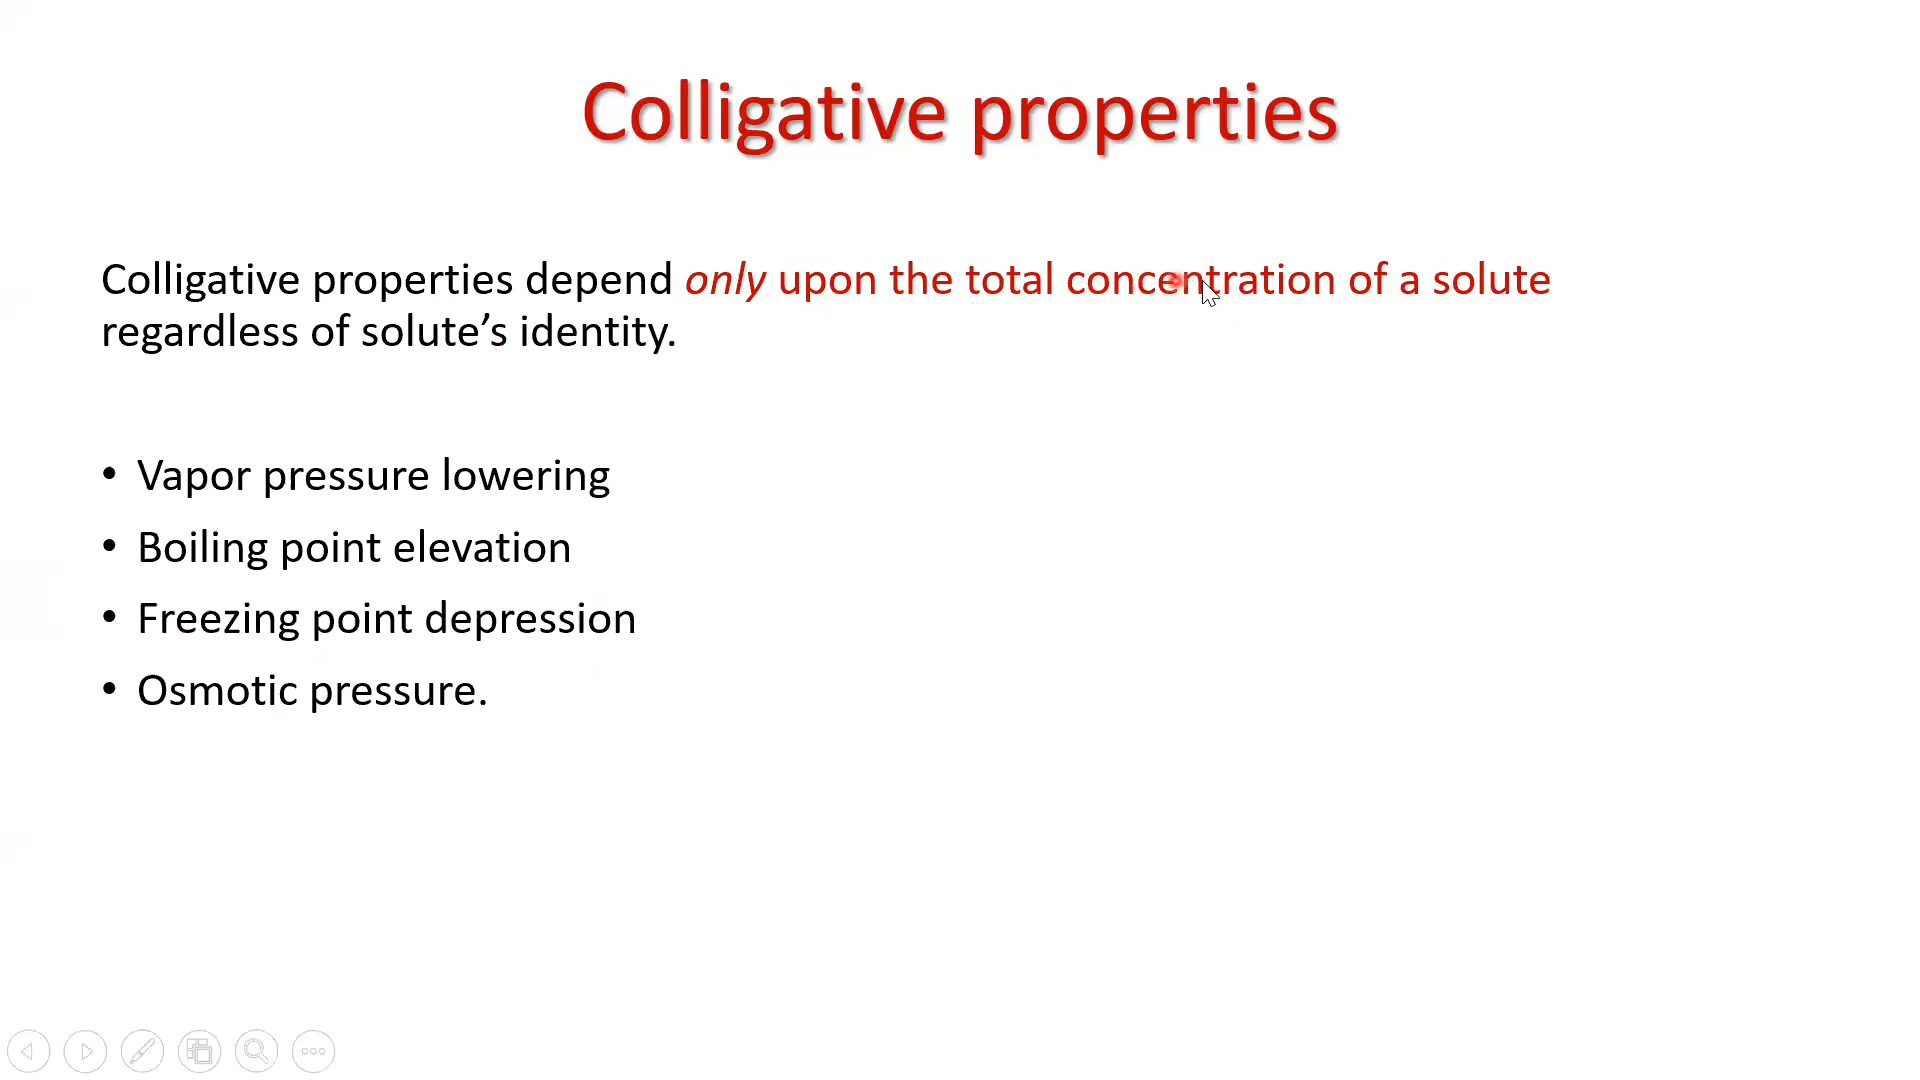 Colligative properties
Colligative properties depend only upon the total concentration of a solute
regardless of solute’s identity.
• Vapor pressure lowering
• Boiling point elevation
• Freezing point depression
• Osmotic pressure.